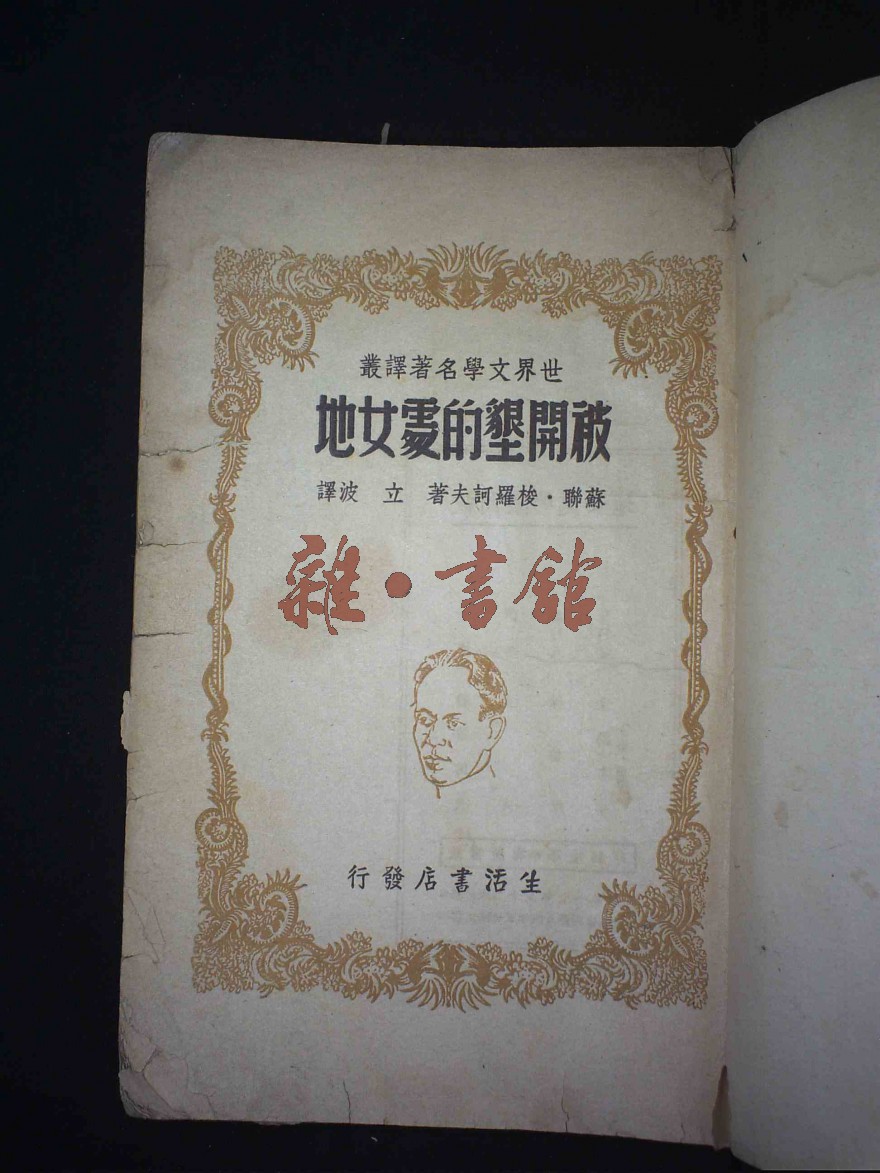 世界文學名著譯叢
被開墾的處女地
蘇聯·梭羅訶夫著 立波譯
雜·書館
生活書店發行